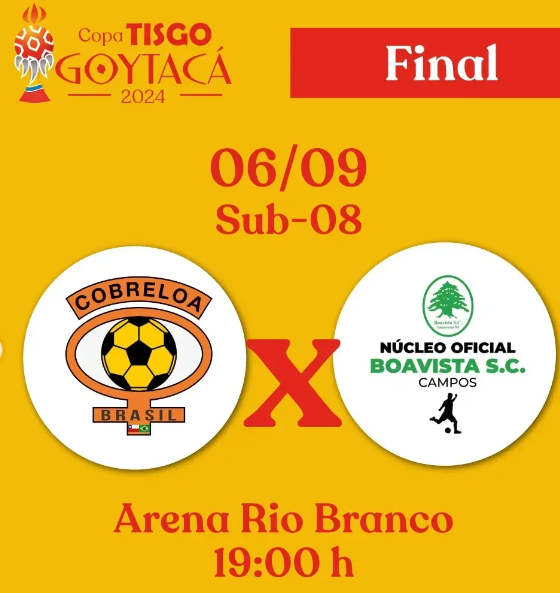 Copa TISGO
GOYTACÁ
2024
Final
06/09
Sub-08
COBRELOA
BRASIL
X
Boavista S.C.
NÚCLEO OFICIAL
BOAVISTA S.C.
CAMPOS
Arena Rio Branco
19:00 h